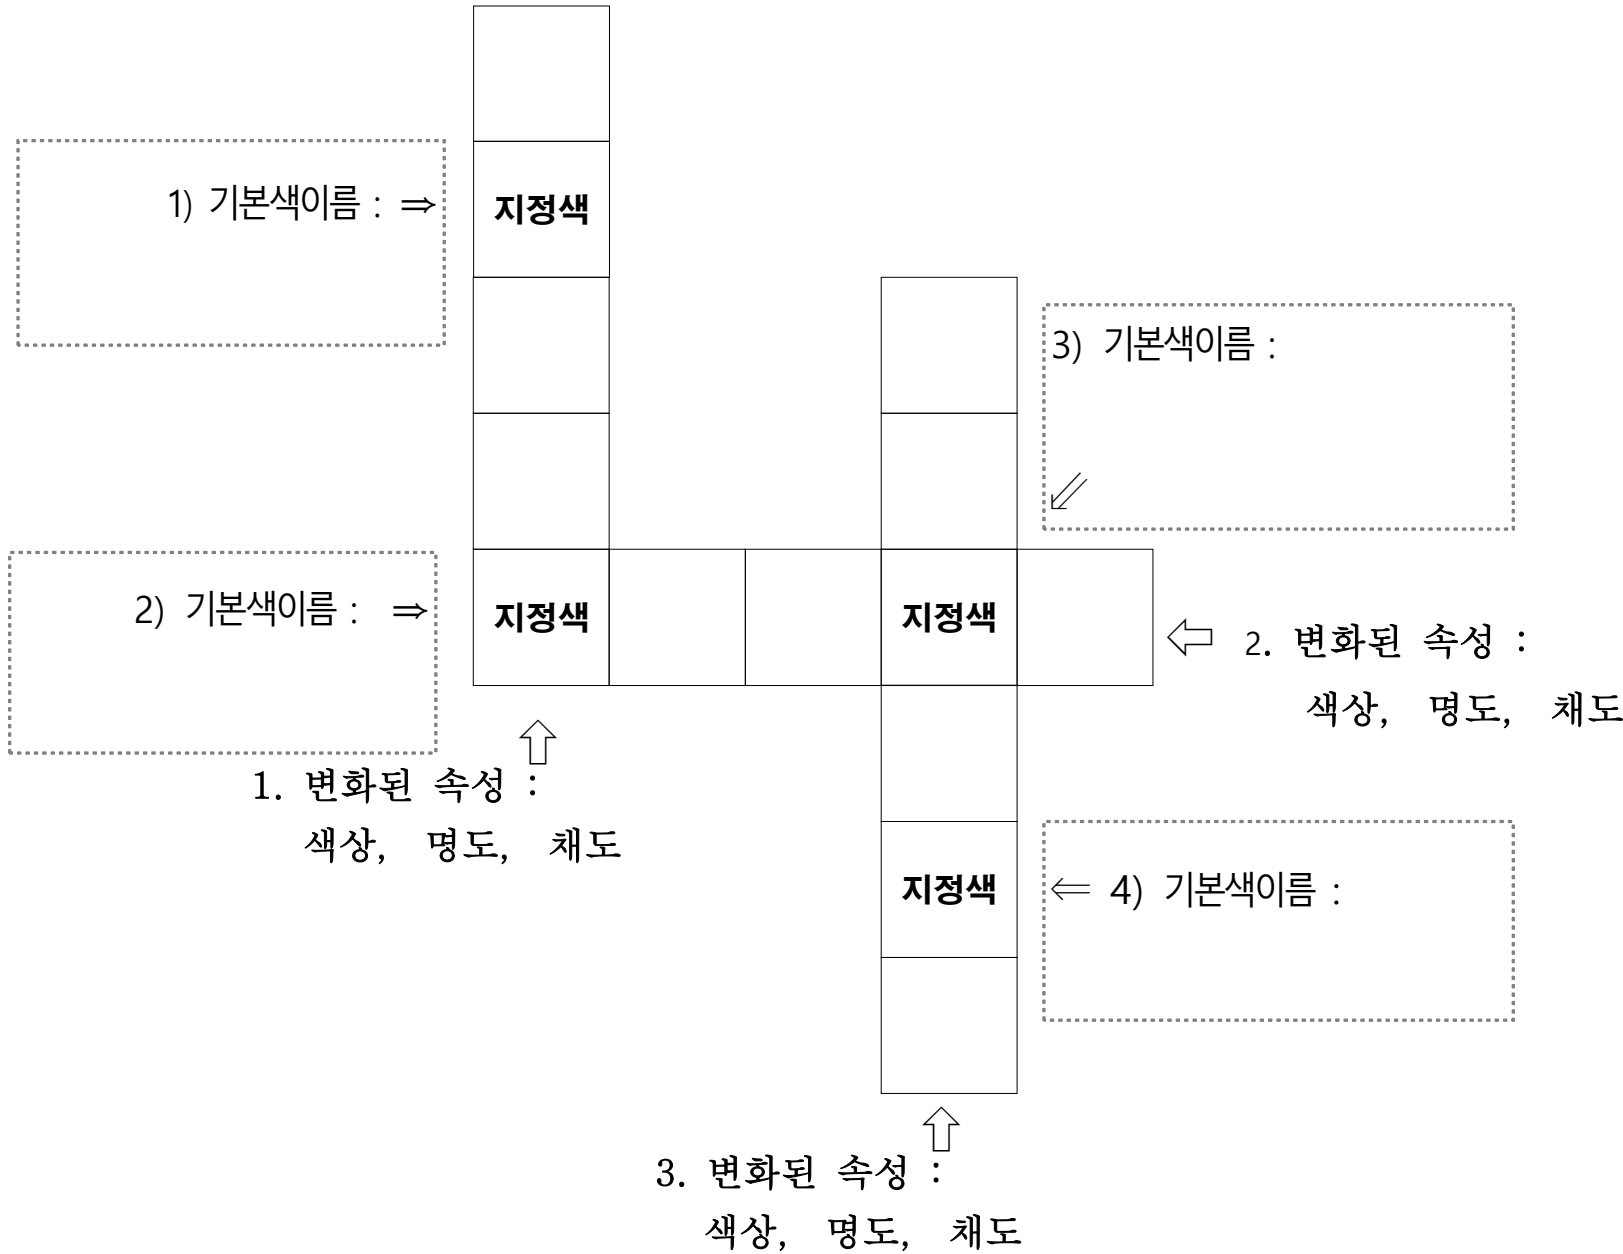 1) 기본색이름 : ⇒
지정색
3) 기본색이름 :
2) 기본색이름 : ⇒
지정색
지정색
2. 변화된 속성 :
색상, 명도, 채도
1. 변화된 속성 :
색상, 명도, 채도
지정색
⇐ 4) 기본색이름 :
3. 변화된 속성 :
색상, 명도, 채도